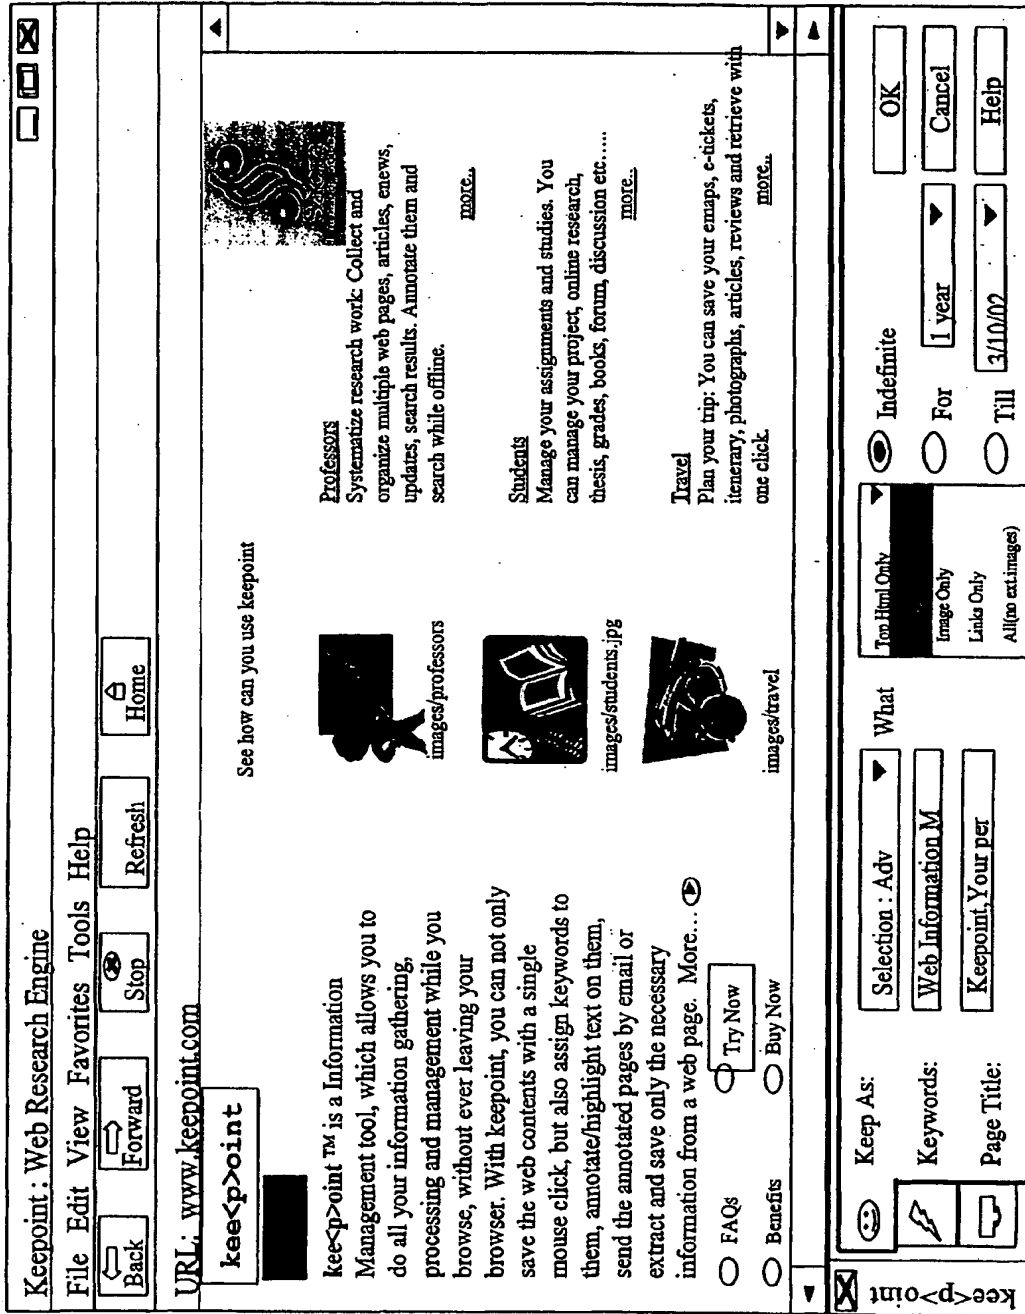 Keepoint : Web Research Engine
File Edit View Favorites Tools Help
Back
Forward
Stop
Refresh
Home
URL: www.keepoint.com
kee<p>oint
kee<p>oint ™ is a Information
Management tool, which allows you to
do all your information gathering,
processing and management while you
browse, without ever leaving your
browser. With keepoint, you can not only
save the web contents with a single
mouse click, but also assign keywords to
them, annotate/highlight text on them,
send the annotated pages by email or
extract and save only the necessary
information from a web page. More...
FAQs
Try Now
Benefits
Buy Now
See how can you use keepoint
images/professors
Professors
Systematize research work: Collect and
organize multiple web pages, articles, enews,
updates, search results. Annotate them and
search while offline.
more..
images/students.jpg
Students
Manage your assignments and studies. You
can manage your project, online research,
thesis, grades, books, forum, discussion etc.....
more..
images/travel
Travel
Plan your trip: You can save your emaps, e-tickets,
itenerary, photographs, articles, reviews and retrieve with
one click.
more..
kee<p>oint
Keep As:
Selection : Adv
Keywords:
Web Information M
Page Title:
Keepoint,Your per
What
Top Html Only
Image Only
Links Only
All(no ext.images)
Indefinite
For
1 year
Till
3/10/02
OK
Cancel
Help